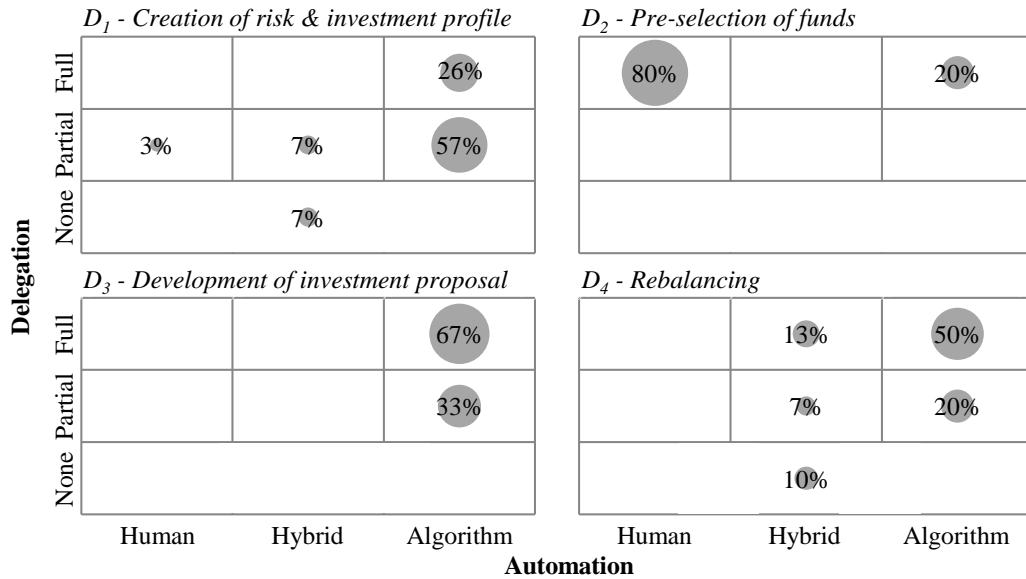 D1 - Creation of risk & investment profile
D2 - Pre-selection of funds
Full
26%
80%
20%
Partial
3%
7%
57%
None
7%
Delegation
D3 - Development of investment proposal
D4 - Rebalancing
Full
67%
13%
50%
Partial
33%
7%
20%
None
10%
Human
Hybrid
Algorithm
Human
Hybrid
Algorithm
Automation